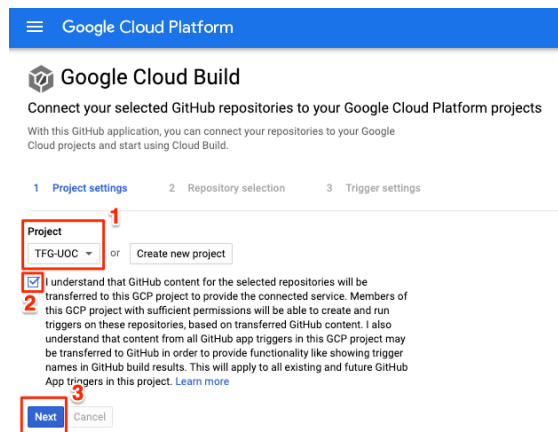 Google Cloud Platform
Google Cloud Build
Connect your selected GitHub repositories to your Google Cloud Platform projects
With this GitHub application, you can connect your repositories to your Google
Cloud projects and start using Cloud Build.
1 Project settings 2 Repository selection 3 Trigger settings
1
Project
TFG-UOC or Create new project
I understand that GitHub content for the selected repositories will be
2 transferred to this GCP project to provide the connected service. Members of
this GCP project with sufficient permissions will be able to create and run
triggers on these repositories, based on transferred GitHub content. I also
understand that content from all GitHub app triggers in this GCP project may
be transferred to GitHub in order to provide functionality like showing trigger
names in GitHub build results. This will apply to all existing and future GitHub
App triggers in this project. Learn more
3
Next Cancel